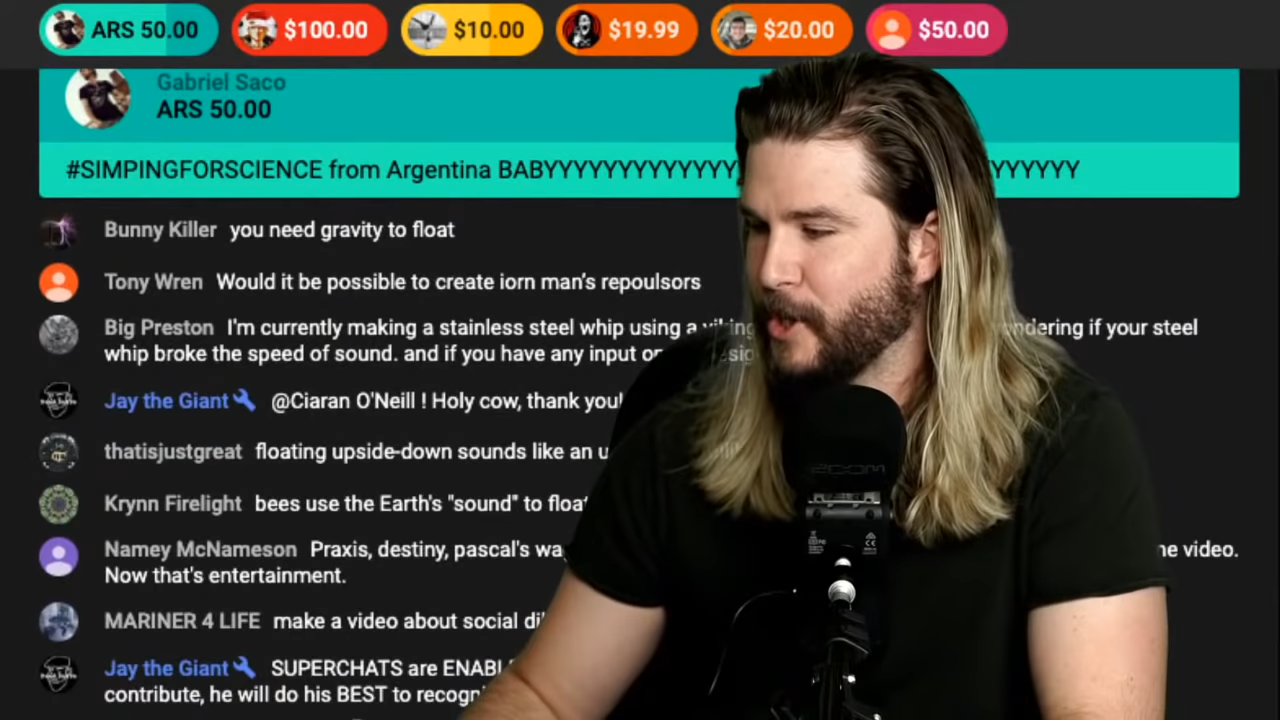 ARS 50.00 $100.00 $10.00 $19.99 $20.00 $50.00
Gabriel Saco
ARS 50.00
#SIMPINGFORSCIENCE from Argentina BABYYYYYYYYYYYYY YYYYYY
Bunny Killer you need gravity to float
Tony Wren Would it be possible to create iorn man's repoulsors
Big Preston I'm currently making a stainless steel whip using a if your steel
whip broke the speed of sound. and if you have any input
Jay the Giant @Ciaran O'Neill ! Holy cow, thank you!
thatisjustgreat floating upside-down sounds like an
Krynn Firelight bees use the Earth's "sound" to float
Namey McNameson Praxis, destiny, pascal's video.
Now that's entertainment.
MARINER 4 LIFE make a video about social
Jay the Giant SUPERCHATS are
contribute, he will do his BEST to
ZOOM